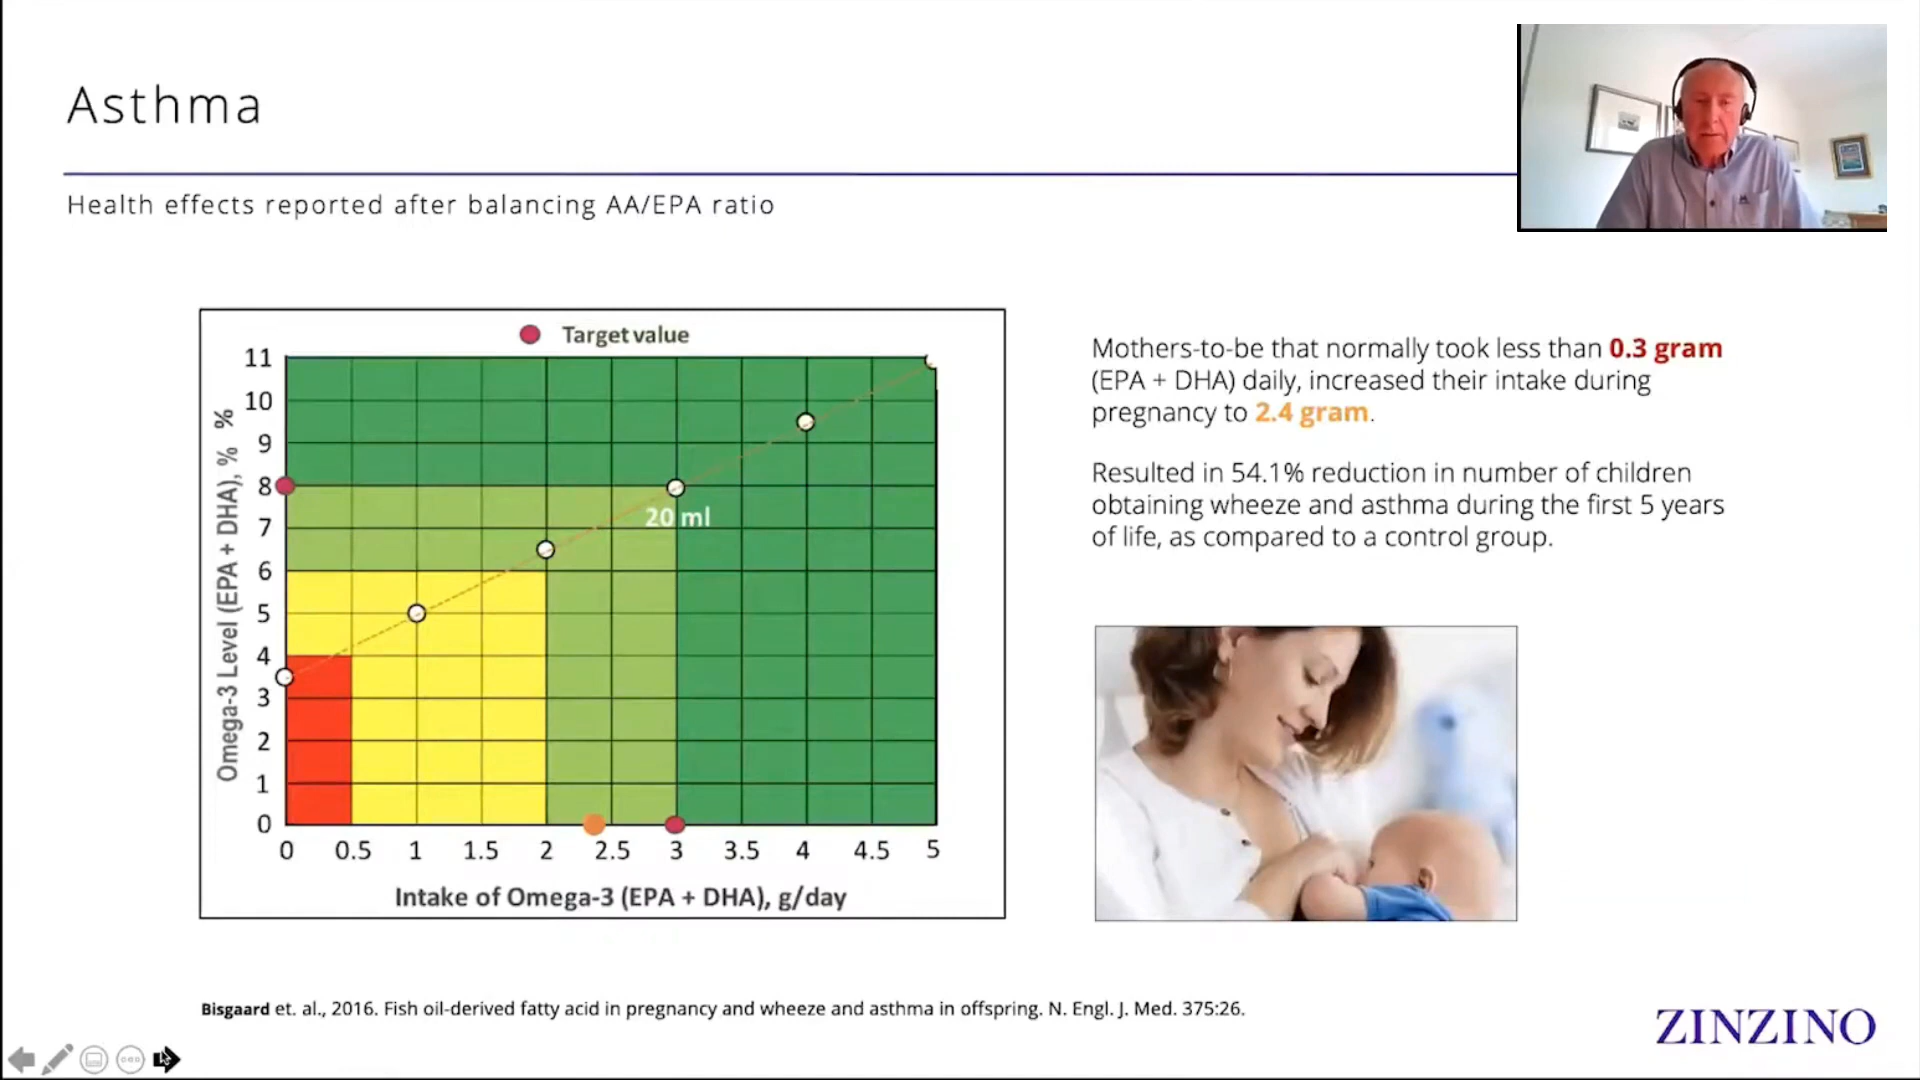 Asthma
Health effects reported after balancing AA/EPA ratio
Target value
11
10
9
8
7
6
5
4
3
2
1
0
Omega-3 Level (EPA + DHA), % %
20 ml
0 0.5 1 1.5 2 2.5 3 3.5 4 4.5 5
Intake of Omega-3 (EPA + DHA), g/day
Mothers-to-be that normally took less than 0.3 gram
(EPA + DHA) daily, increased their intake during
pregnancy to 2.4 gram.
Resulted in 54.1% reduction in number of children
obtaining wheeze and asthma during the first 5 years
of life, as compared to a control group.
Bisgaard et. al., 2016. Fish oil-derived fatty acid in pregnancy and wheeze and asthma in offspring. N. Engl. J. Med. 375:26.
ZINZINO